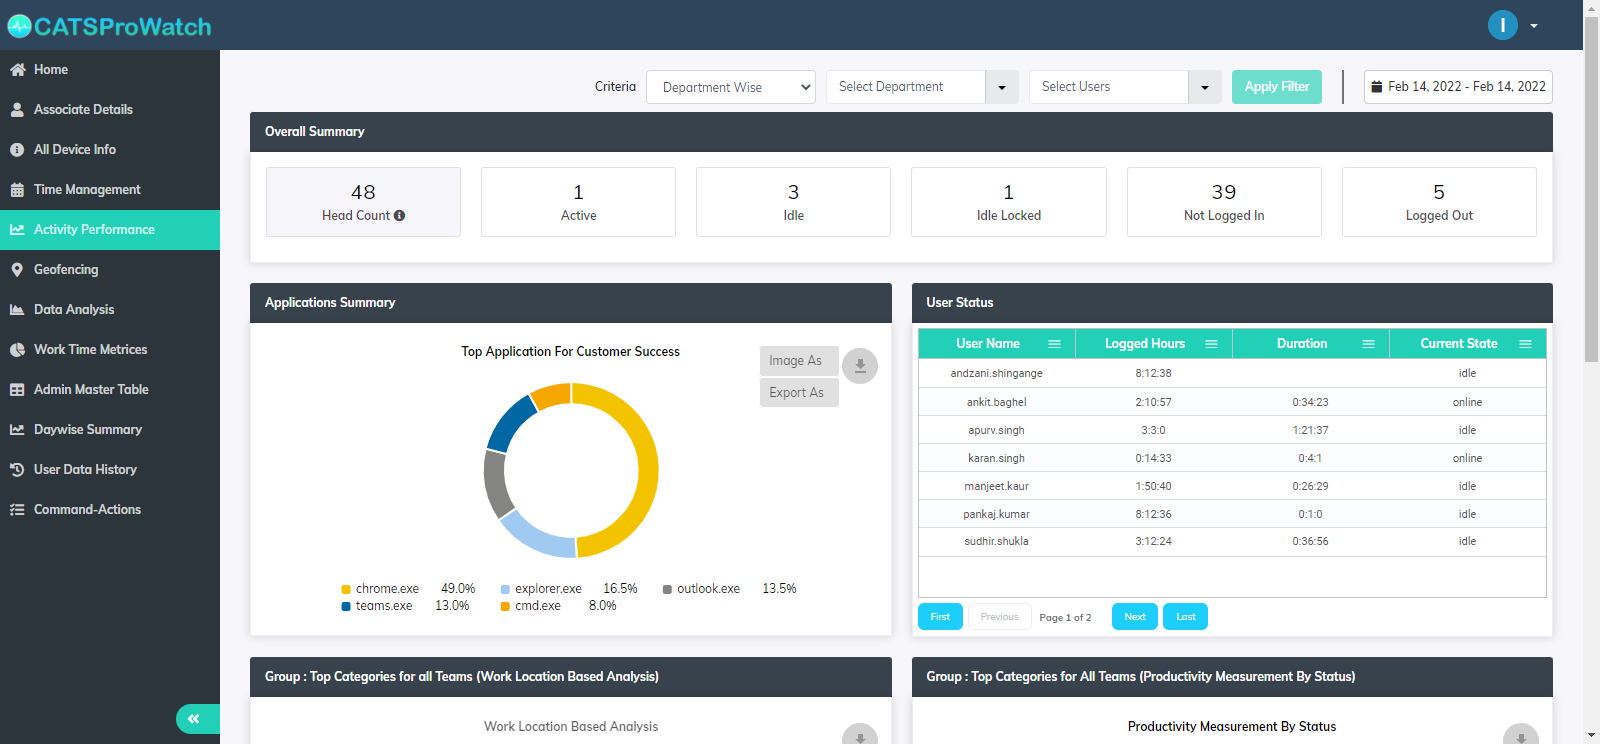 CATSProWatch
I
Home
Associate Details
All Device Info
Time Management
Activity Performance
Geofencing
Data Analysis
Work Time Metrices
Admin Master Table
Daywise Summary
User Data History
Command-Actions
Criteria Department Wise Select Department Select Users Apply Filter Feb 14, 2022 - Feb 14, 2022
Overall Summary
48 1 3 1 39 5
Head Count Active Idle Idle Locked Not Logged In Logged Out
Applications Summary
Top Application For Customer Success
Image As
Export As
chrome.exe 49.0% explorer.exe 16.5% outlook.exe 13.5%
teams.exe 13.0% cmd.exe 8.0%
User Status
User Name Logged Hours Duration Current State
andzani.shingange 8:12:38 idle
ankit.baghel 2:10:57 0:34:23 online
apurv.singh 3:3:0 1:21:37 idle
karan.singh 0:14:33 0:4:1 online
manjeet.kaur 1:50:40 0:26:29 idle
pankaj.kumar 8:12:36 0:1:0 idle
sudhir.shukla 3:12:24 0:36:56 idle
First Previous Page 1 of 2 Next Last
Group : Top Categories for all Teams (Work Location Based Analysis)
Work Location Based Analysis
Group : Top Categories for All Teams (Productivity Measurement By Status)
Productivity Measurement By Status